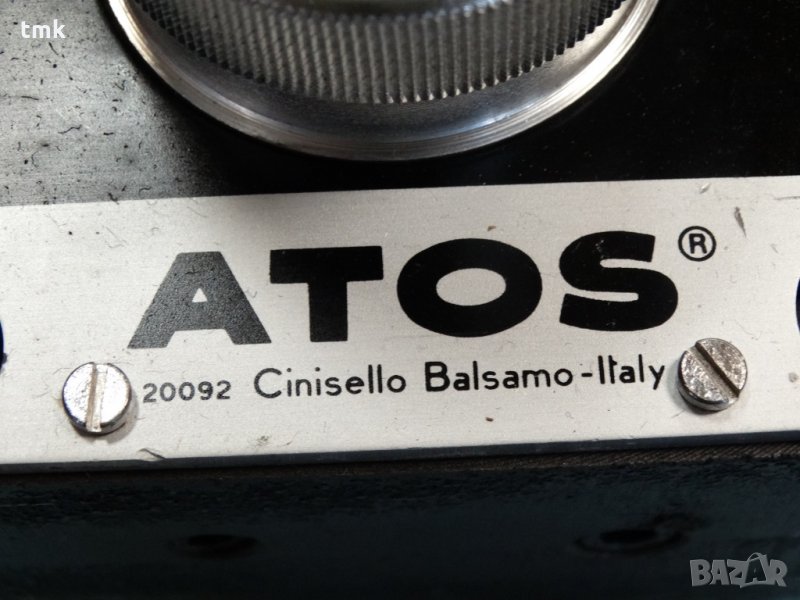 tmk
ATOS®
20092 Cinisello Balsamo-Italy
BAZAR